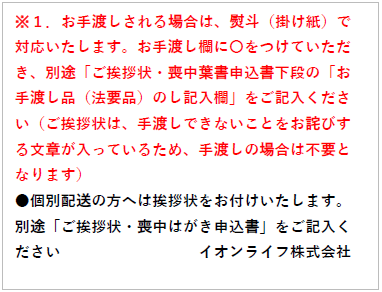 ※１．お手渡しされる場合は、熨斗（掛け紙）で
対応いたします。お手渡し欄に〇をつけていただ
き、別途「ご挨拶状・喪中葉書申込書下段の「お
手渡し品（法要品）のし記入欄」をご記入くださ
い（ご挨拶状は、手渡しできないことをお詫びす
る文章が入っているため、手渡しの場合は不要と
なります）
●個別配送の方へは挨拶状をお付けいたします。
別途「ご挨拶状・喪中はがき申込書」をご記入く
ださい　　　　　　　　イオンライフ株式会社